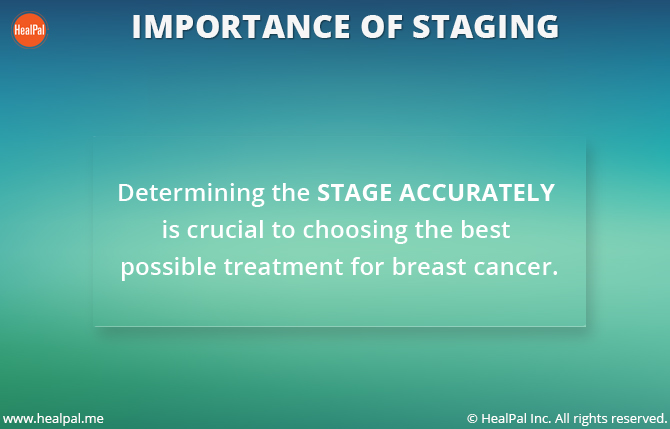 HealPal
IMPORTANCE OF STAGING
Determining the STAGE ACCURATELY
is crucial to choosing the best
possible treatment for breast cancer.
www.healpal.me
© HealPal Inc. All rights reserved.